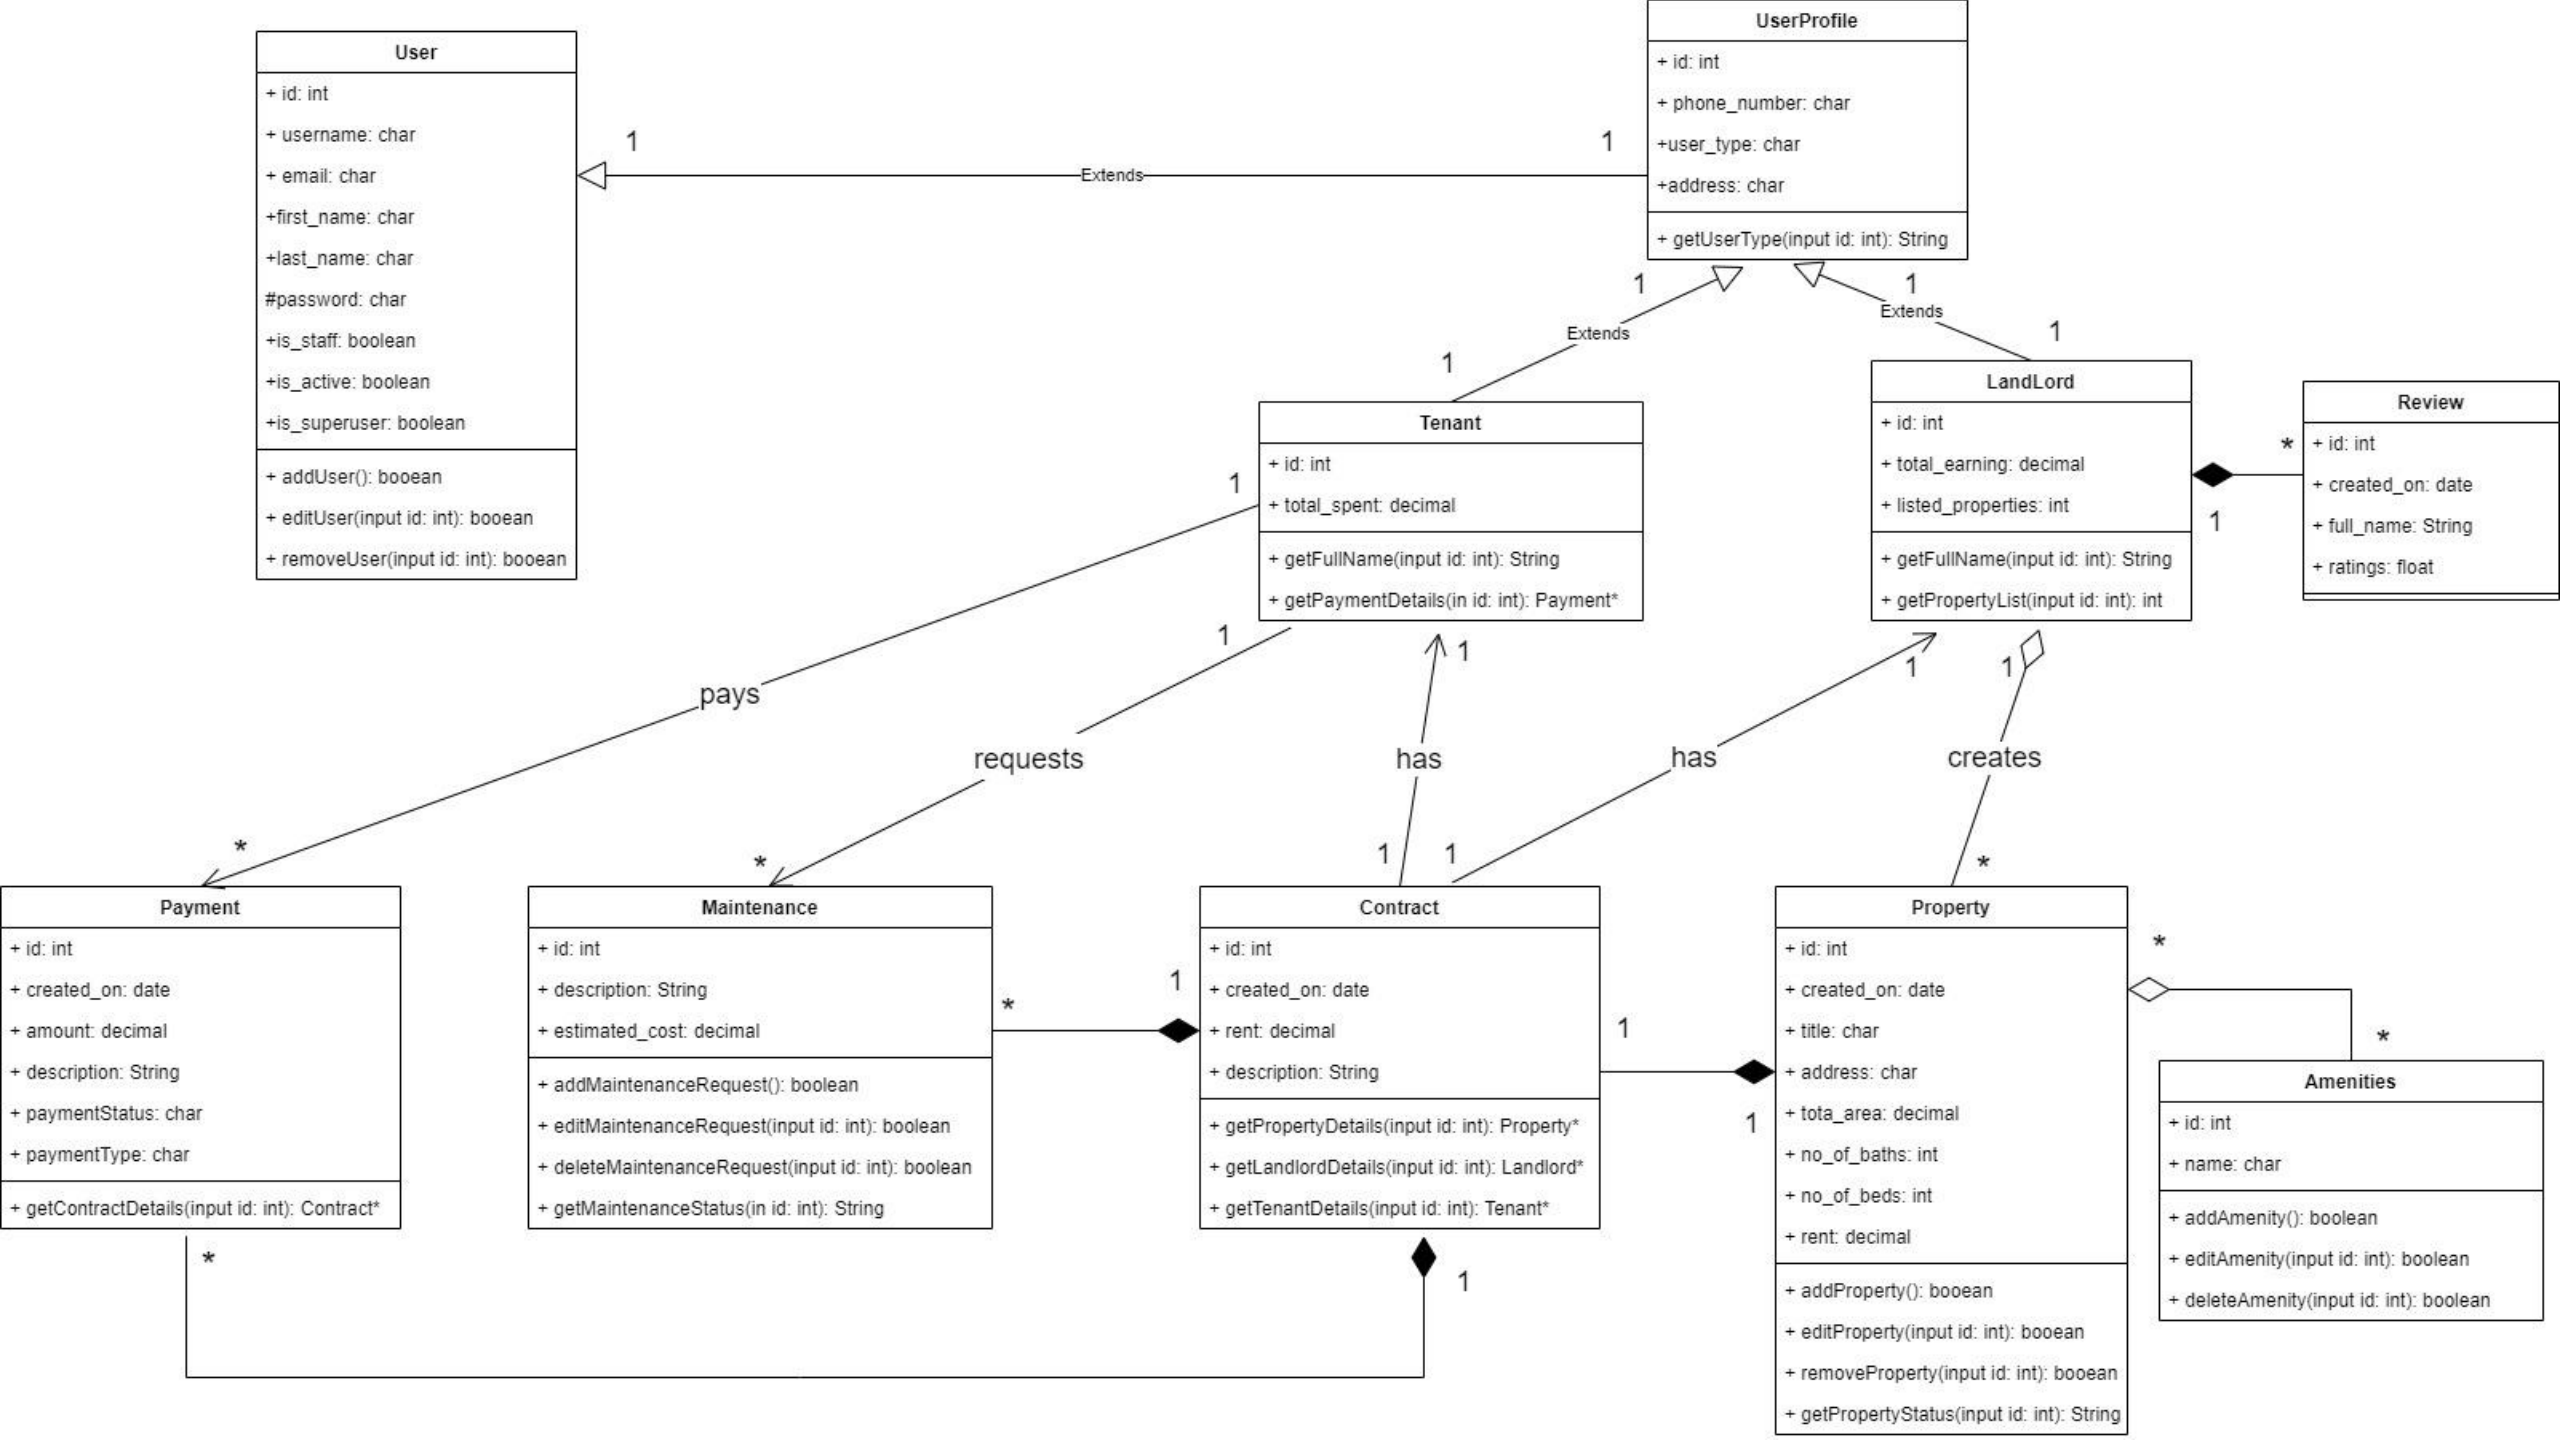 User
+ id: int
+ username: char
+ email: char
+first_name: char
+last_name: char
#password: char
+is_staff: boolean
+is_active: boolean
+is_superuser: boolean
+ addUser(): booean
+ editUser(input id: int): booean
+ removeUser(input id: int): booean
1
Extends
1
UserProfile
+ id: int
+ phone_number: char
+user_type: char
+address: char
+ getUserType(input id: int): String
1
Extends
1
1
Extends
1
Tenant
+ id: int
+ total_spent: decimal
+ getFullName(input id: int): String
+ getPaymentDetails(in id: int): Payment*
LandLord
+ id: int
+ total_earning: decimal
+ listed_properties: int
+ getFullName(input id: int): String
+ getPropertyList(input id: int): int
*
1
Review
+ id: int
+ created_on: date
+ full_name: String
+ ratings: float
1
pays
*
1
requests
*
1
has
1
1
has
1
1
creates
*
Payment
+ id: int
+ created_on: date
+ amount: decimal
+ description: String
+ paymentStatus: char
+ paymentType: char
+ getContractDetails(input id: int): Contract*
*
Maintenance
+ id: int
+ description: String
+ estimated_cost: decimal
+ addMaintenanceRequest(): boolean
+ editMaintenanceRequest(input id: int): boolean
+ deleteMaintenanceRequest(input id: int): boolean
+ getMaintenanceStatus(in id: int): String
*
1
Contract
+ id: int
+ created_on: date
+ rent: decimal
+ description: String
+ getPropertyDetails(input id: int): Property*
+ getLandlordDetails(input id: int): Landlord*
+ getTenantDetails(input id: int): Tenant*
1
1
1
Property
+ id: int
+ created_on: date
+ title: char
+ address: char
+ tota_area: decimal
+ no_of_baths: int
+ no_of_beds: int
+ rent: decimal
+ addProperty(): booean
+ editProperty(input id: int): booean
+ removeProperty(input id: int): booean
+ getPropertyStatus(input id: int): String
*
*
Amenities
+ id: int
+ name: char
+ addAmenity(): boolean
+ editAmenity(input id: int): boolean
+ deleteAmenity(input id: int): boolean